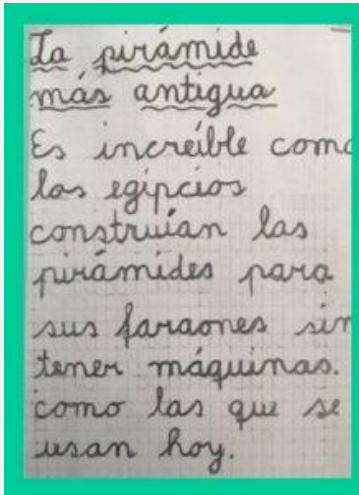 La pirámide
más antigua
Es increíble como
los egipcios
construían las
pirámides para
sus faraones sin
tener máquinas.
como las que se
usan hoy.